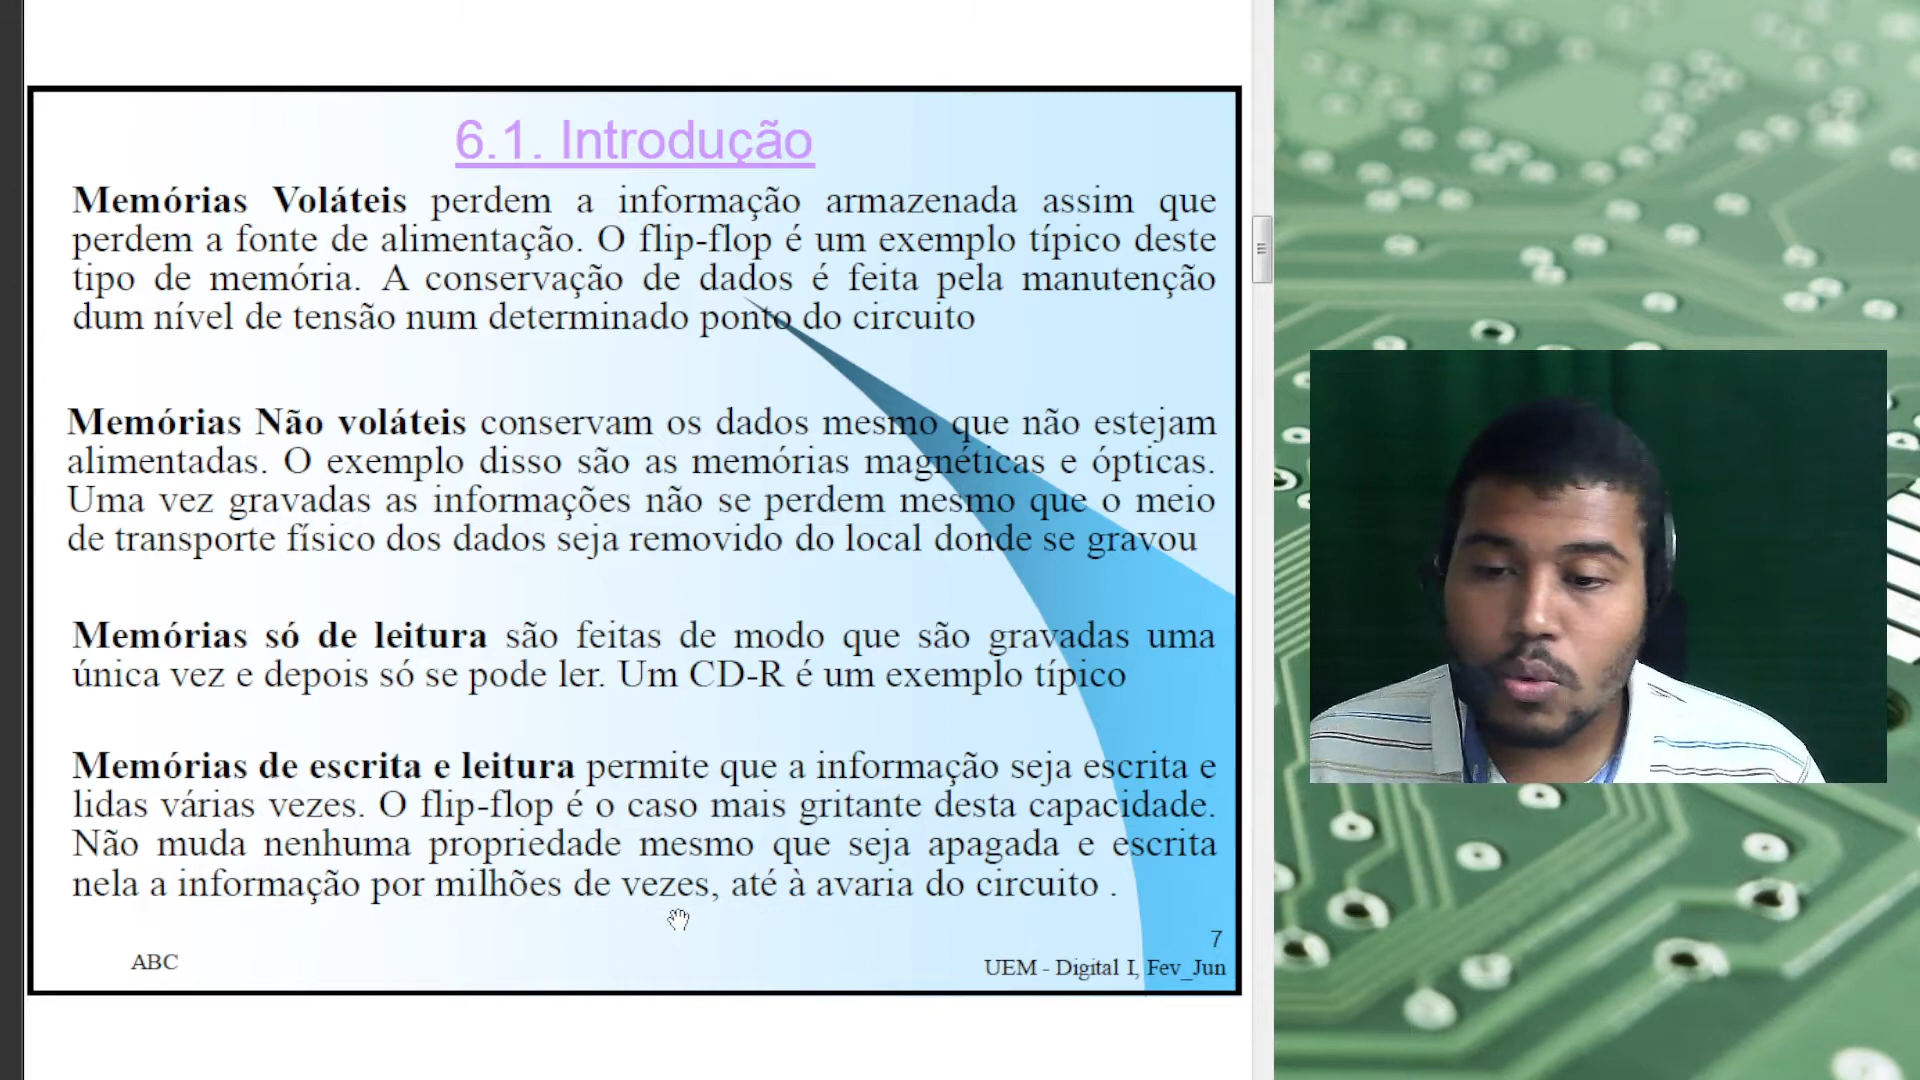 6.1. Introdução
Memórias Voláteis perdem a informação armazenada assim que
perdem a fonte de alimentação. O flip-flop é um exemplo típico deste
tipo de memória. A conservação de dados é feita pela manutenção
dum nível de tensão num determinado ponto do circuito
Memórias Não voláteis conservam os dados mesmo que não estejam
alimentadas. O exemplo disso são as memórias magnéticas e ópticas.
Uma vez gravadas as informações não se perdem mesmo que o meio
de transporte físico dos dados seja removido do local donde se gravou
Memórias só de leitura são feitas de modo que são gravadas uma
única vez e depois só se pode ler. Um CD-R é um exemplo típico
Memórias de escrita e leitura permite que a informação seja escrita e
lidas várias vezes. O flip-flop é o caso mais gritante desta capacidade.
Não muda nenhuma propriedade mesmo que seja apagada e escrita
nela a informação por milhões de vezes, até à avaria do circuito .
7
ABC
UEM - Digital I, Fev_Jun